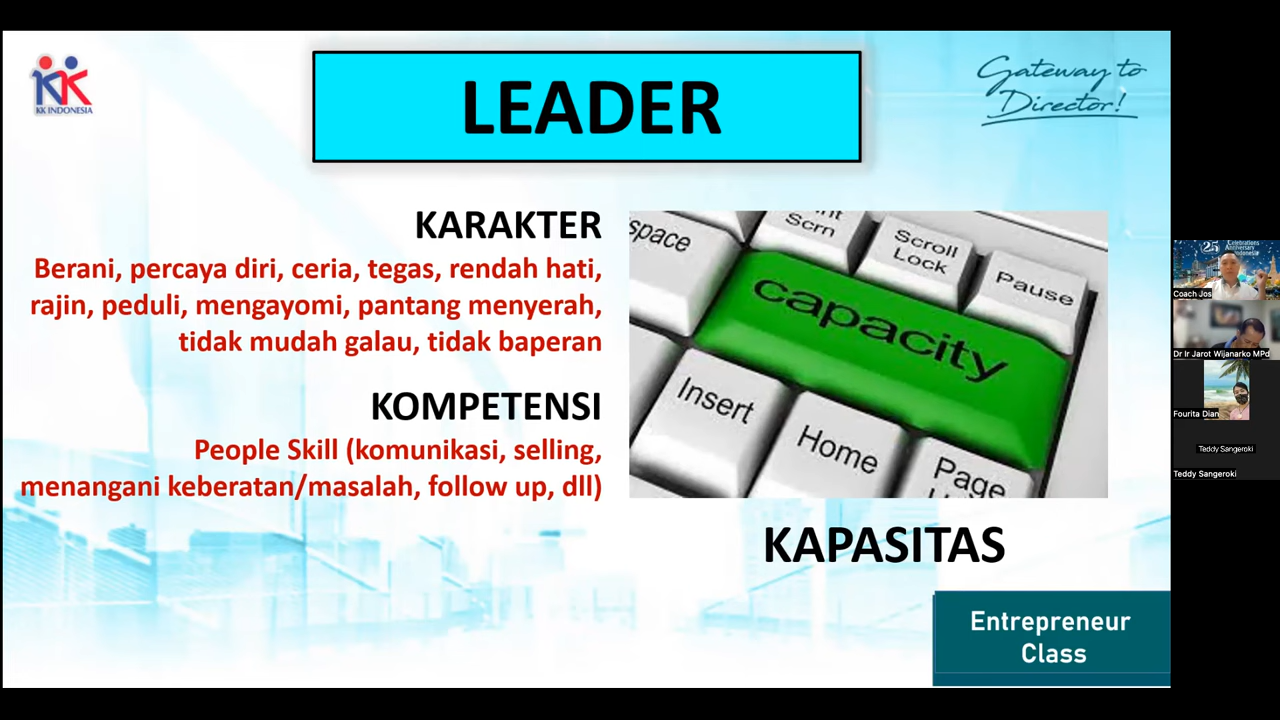 KK INDONESIA
LEADER
Gateway to
Director!
KARAKTER
Berani, percaya diri, ceria, tegas, rendah hati,
rajin, peduli, mengayomi, pantang menyerah,
tidak mudah galau, tidak baperan
KOMPETENSI
People Skill (komunikasi, selling,
menangani keberatan/masalah, follow up, dll)
space
Scrn
Scroll
Lock
Pause
capacity
Insert
Home
Page
KAPASITAS
Entrepreneur
Class
25
Celebrations
Anniversary
Coach Jos
Dr Ir Jarot Wijanarko MPd
Fourita Dian
Teddy Sangeroki
Teddy Sangeroki